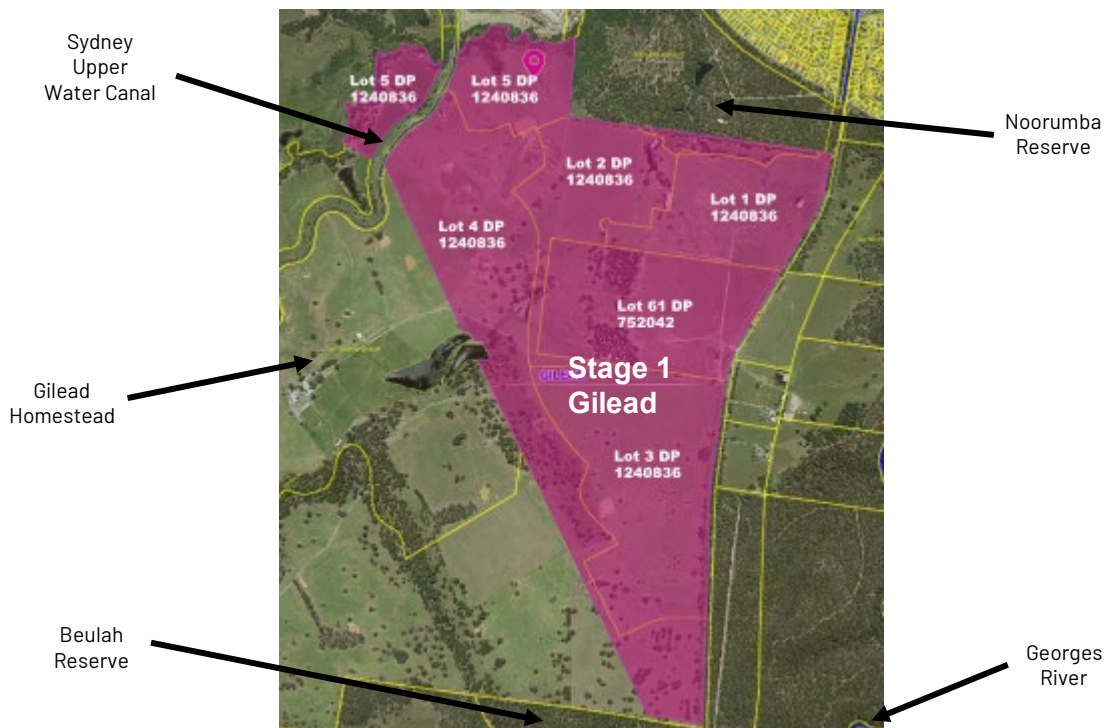 Sydney
Upper
Water Canal
Lot 5 DP
1240836
Lot 5 DP
1240836
Noorumba
Reserve
Lot 2 DP
1240836
Lot 1 DP
1240836
Lot 4 DP
1240836
Lot 61 DP
752042
Gilead
Homestead
Stage 1
Gilead
Lot 3 DP
1240836
Beulah
Reserve
Georges
River